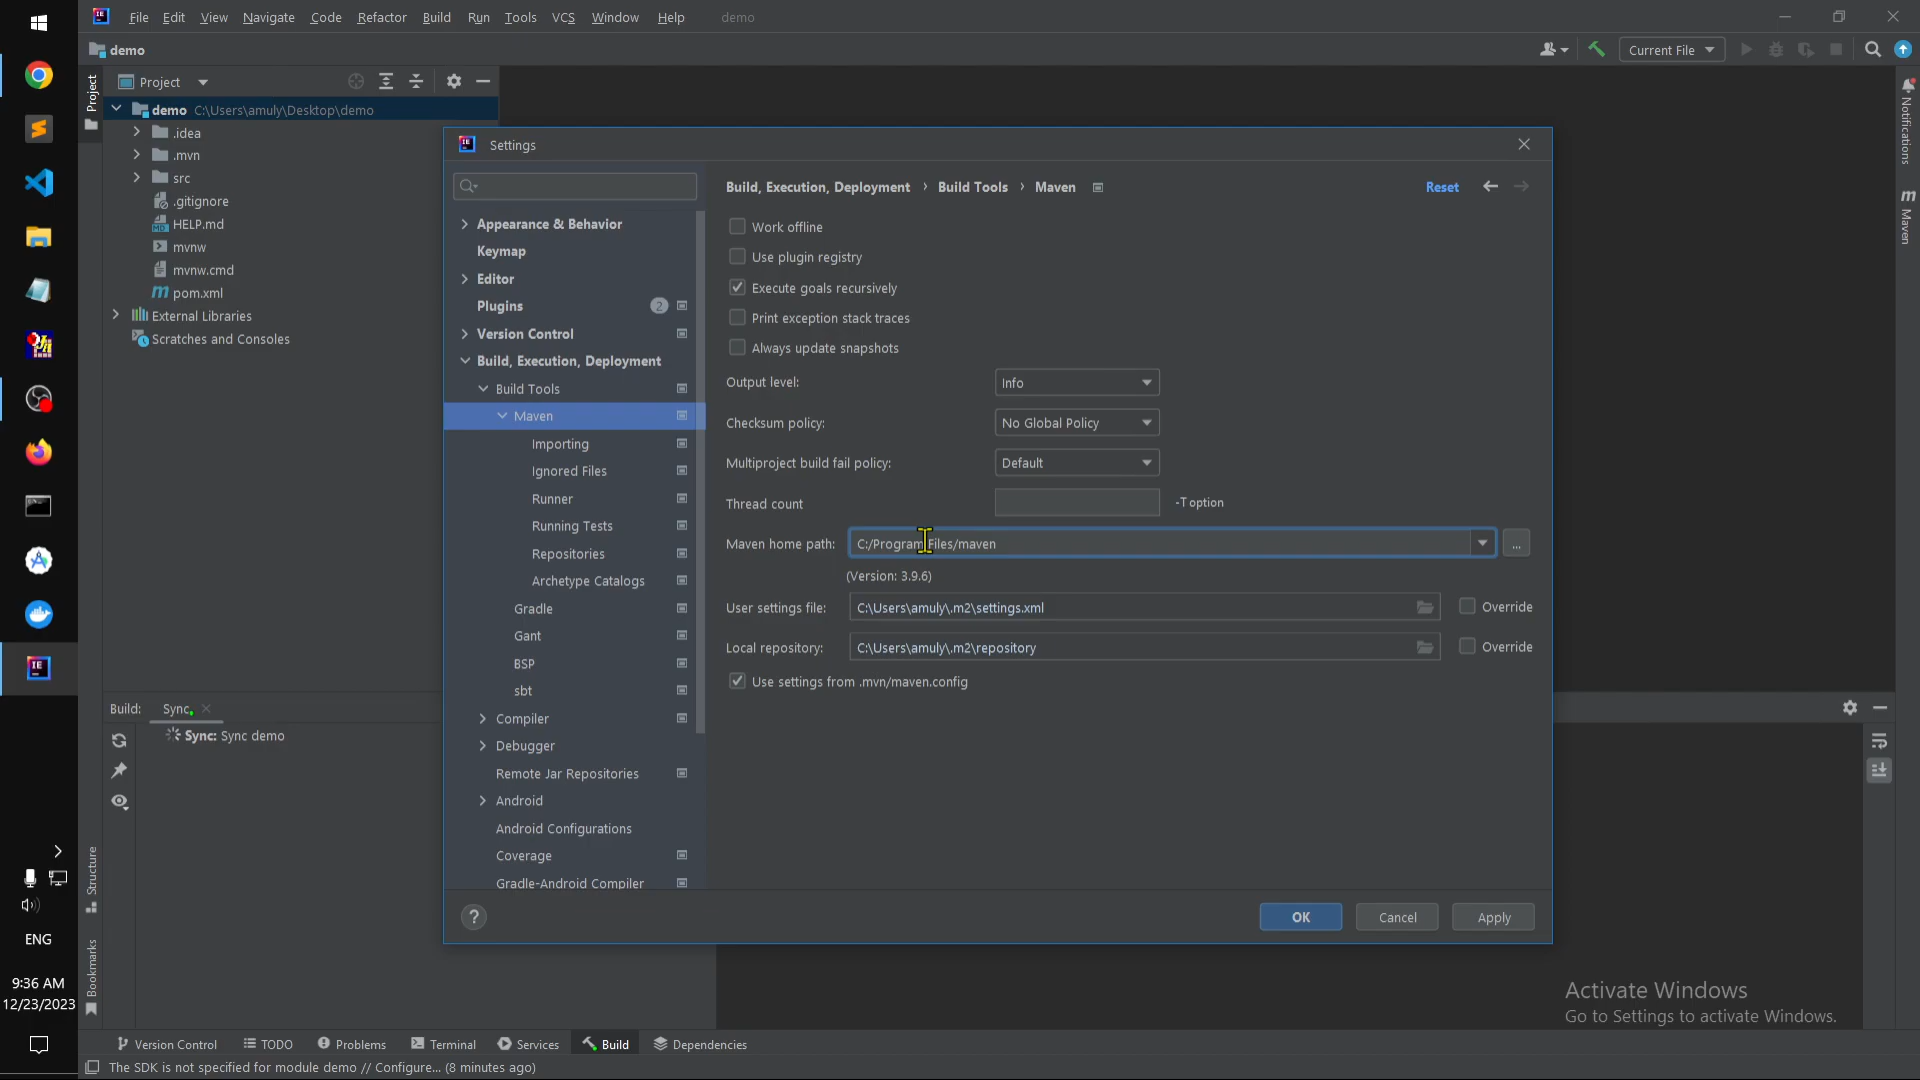 File Edit View Navigate Code Refactor Build Run Tools VCS Window Help demo
demo
Current File
Project
demo C:\Users\amuly\Desktop\demo
.idea
.mvn
src
.gitignore
HELP.md
mvnw
mvnw.cmd
pom.xml
External Libraries
Scratches and Consoles
Project
Structure
Bookmarks
Notifications
Maven
Settings
Appearance & Behavior
Keymap
Editor
Plugins 2
Version Control
Build, Execution, Deployment
Build Tools
Maven
Importing
Ignored Files
Runner
Running Tests
Repositories
Archetype Catalogs
Gradle
Gant
BSP
sbt
Compiler
Debugger
Remote Jar Repositories
Android
Android Configurations
Coverage
Gradle-Android Compiler
Build, Execution, Deployment › Build Tools › Maven
Reset
Work offline
Use plugin registry
Execute goals recursively
Print exception stack traces
Always update snapshots
Output level: Info
Checksum policy: No Global Policy
Multiproject build fail policy: Default
Thread count -T option
Maven home path: C:/Program Files/maven ...
(Version: 3.9.6)
User settings file: C:\Users\amuly\.m2\settings.xml Override
Local repository: C:\Users\amuly\.m2\repository Override
Use settings from .mvn/maven.config
?
OK Cancel Apply
Build: Sync
Sync: Sync demo
Activate Windows
Go to Settings to activate Windows.
Version Control TODO Problems Terminal Services Build Dependencies
The SDK is not specified for module demo // Configure... (8 minutes ago)
ENG
9:36 AM
12/23/2023